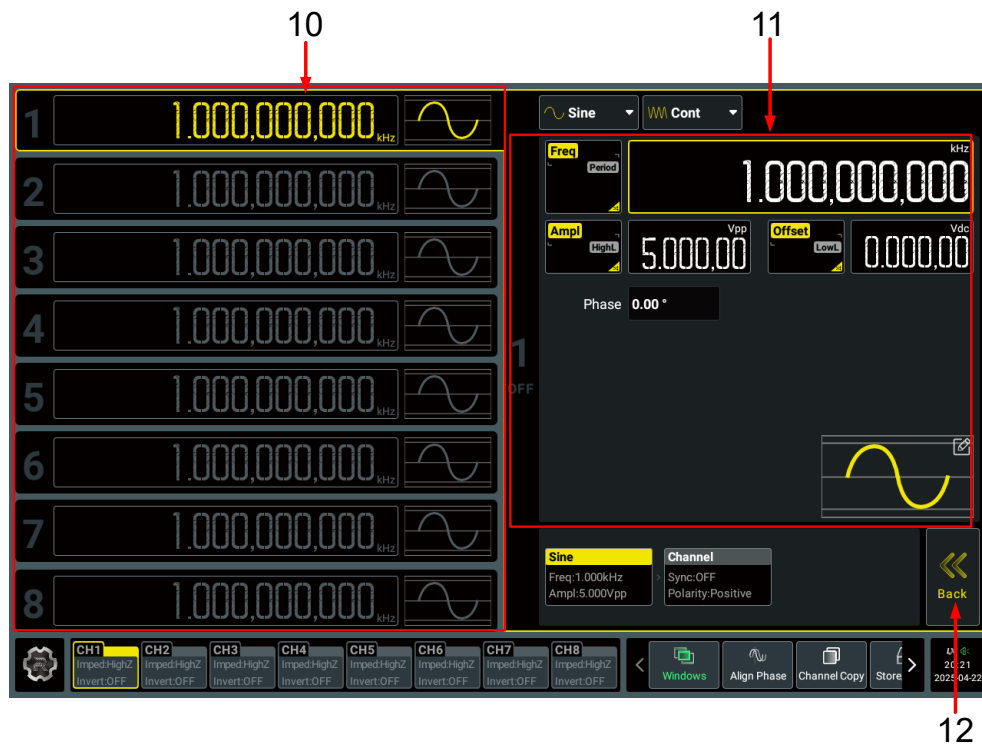 10
11
1
1.000,000,000
kHz
2
1.000,000,000
kHz
3
1.000,000,000
kHz
4
1.000,000,000
kHz
5
1.000,000,000
kHz
6
1.000,000,000
kHz
7
1.000,000,000
kHz
8
1.000,000,000
kHz
Sine
Cont
Freq
Period
kHz
1.000,000,000
Ampl
HighL
Vpp
5.000,00
Offset
LowL
Vdc
0.000,00
Phase 0.00 °
1
OFF
Sine
Freq:1.000kHz
Ampl:5.000Vpp
Channel
Sync:OFF
Polarity:Positive
Back
CH1
Imped:HighZ
Invert:OFF
CH2
Imped:HighZ
Invert:OFF
CH3
Imped:HighZ
Invert:OFF
CH4
Imped:HighZ
Invert:OFF
CH5
Imped:HighZ
Invert:OFF
CH6
Imped:HighZ
Invert:OFF
CH7
Imped:HighZ
Invert:OFF
CH8
Imped:HighZ
Invert:OFF
Windows
Align Phase
Channel Copy
Store
20:21
2025-04-22
12